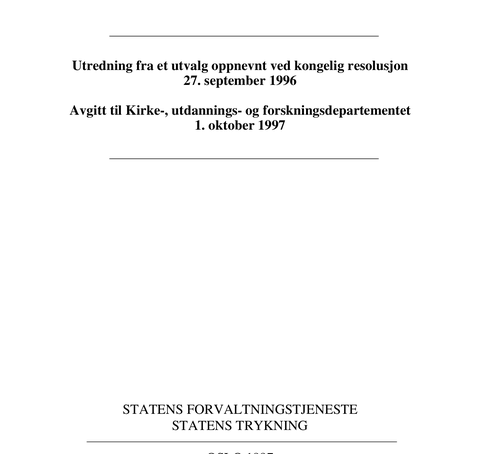 Utredning fra et utvalg oppnevnt ved kongelig resolusjon
27. september 1996
Avgitt til Kirke-, utdannings- og forskningsdepartementet
1. oktober 1997
STATENS FORVALTNINGSTJENESTE
STATENS TRYKNING